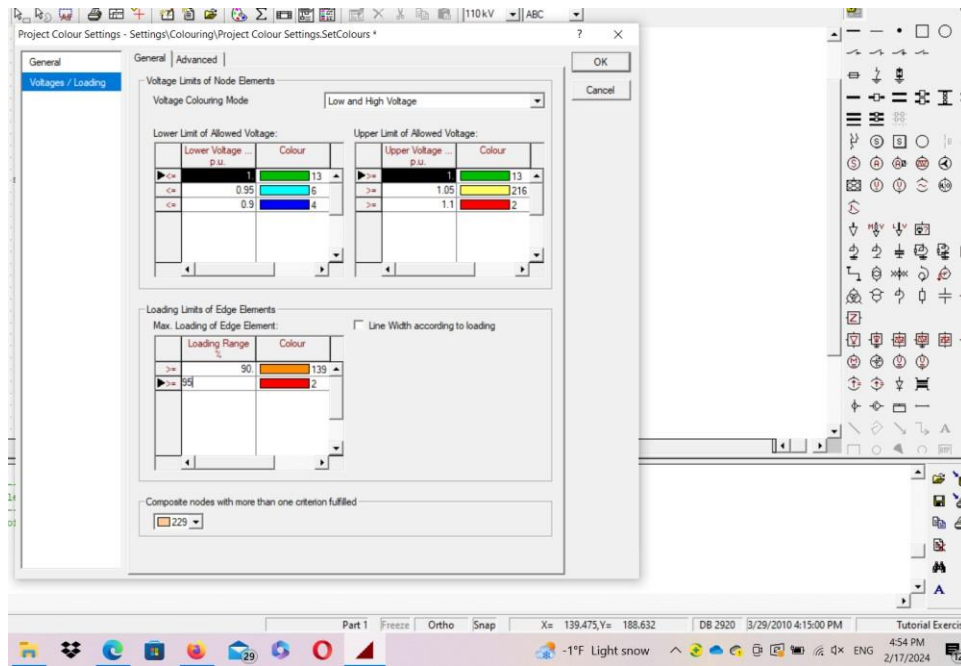 110 kV ABC
Project Colour Settings - Settings\Colouring\Project Colour Settings.SetColours * ? ×
General
Voltages / Loading
General Advanced
OK
Cancel
Voltage Limits of Node Elements
Voltage Colouring Mode Low and High Voltage
Lower Limit of Allowed Voltage: Upper Limit of Allowed Voltage:
Lower Voltage ... Colour Upper Voltage ... Colour
p.u. p.u.
<= 1. 13 >= 1. 13
<= 0.95 6 >= 1.05 216
<= 0.9 4 >= 1.1 2
Loading Limits of Edge Elements
Max. Loading of Edge Element: Line Width according to loading
Loading Range Colour
%
>= 90. 139
>= 95 2
Composite nodes with more than one criterion fulfilled
229
Part 1 Freeze Ortho Snap X= 139.475,Y= 188.632 DB 2920 3/29/2010 4:15:00 PM Tutorial Exercis
29 -1°F Light snow ENG 4:54 PM
2/17/2024